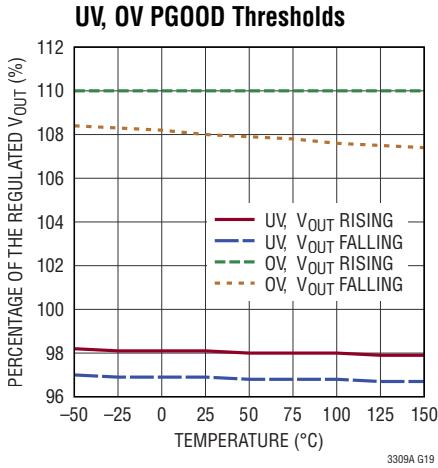 UV, OV PGOOD Thresholds
PERCENTAGE OF THE REGULATED VOUT (%)
112
110
108
106
104
102
100
98
96
UV, VOUT RISING
UV, VOUT FALLING
OV, VOUT RISING
OV, VOUT FALLING
–50 –25 0 25 50 75 100 125 150
TEMPERATURE (°C)
3309A G19